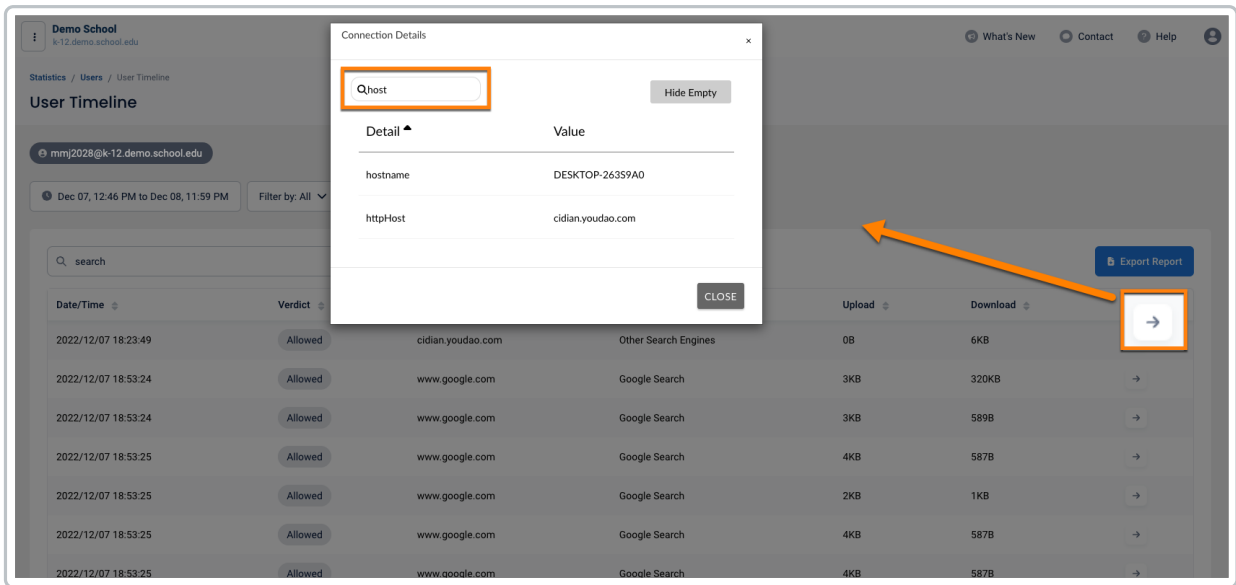 Demo School
k-12.demo.school.edu
What's New Contact Help
Statistics / Users / User Timeline
User Timeline
mmj2028@k-12.demo.school.edu
Dec 07, 12:46 PM to Dec 08, 11:59 PM Filter by: All
Connection Details ×
host Hide Empty
Detail Value
hostname DESKTOP-263S9A0
httpHost cidian.youdao.com
CLOSE
search Export Report
Date/Time Verdict Upload Download
2022/12/07 18:23:49 Allowed cidian.youdao.com Other Search Engines 0B 6KB
2022/12/07 18:53:24 Allowed www.google.com Google Search 3KB 320KB
2022/12/07 18:53:24 Allowed www.google.com Google Search 3KB 589B
2022/12/07 18:53:25 Allowed www.google.com Google Search 4KB 587B
2022/12/07 18:53:25 Allowed www.google.com Google Search 2KB 1KB
2022/12/07 18:53:25 Allowed www.google.com Google Search 4KB 587B
2022/12/07 18:53:25 Allowed www.google.com Google Search 4KB 587B